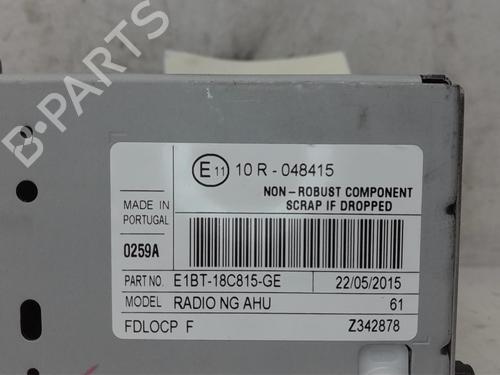 E11 10 R - 048415
NON-ROBUST COMPONENT
SCRAP IF DROPPED
MADE IN
PORTUGAL
0259A
PART NO. E1BT-18C815-GE 22/05/2015
MODEL RADIO NG AHU 61
FDLOCP F Z342878
B-PARTS